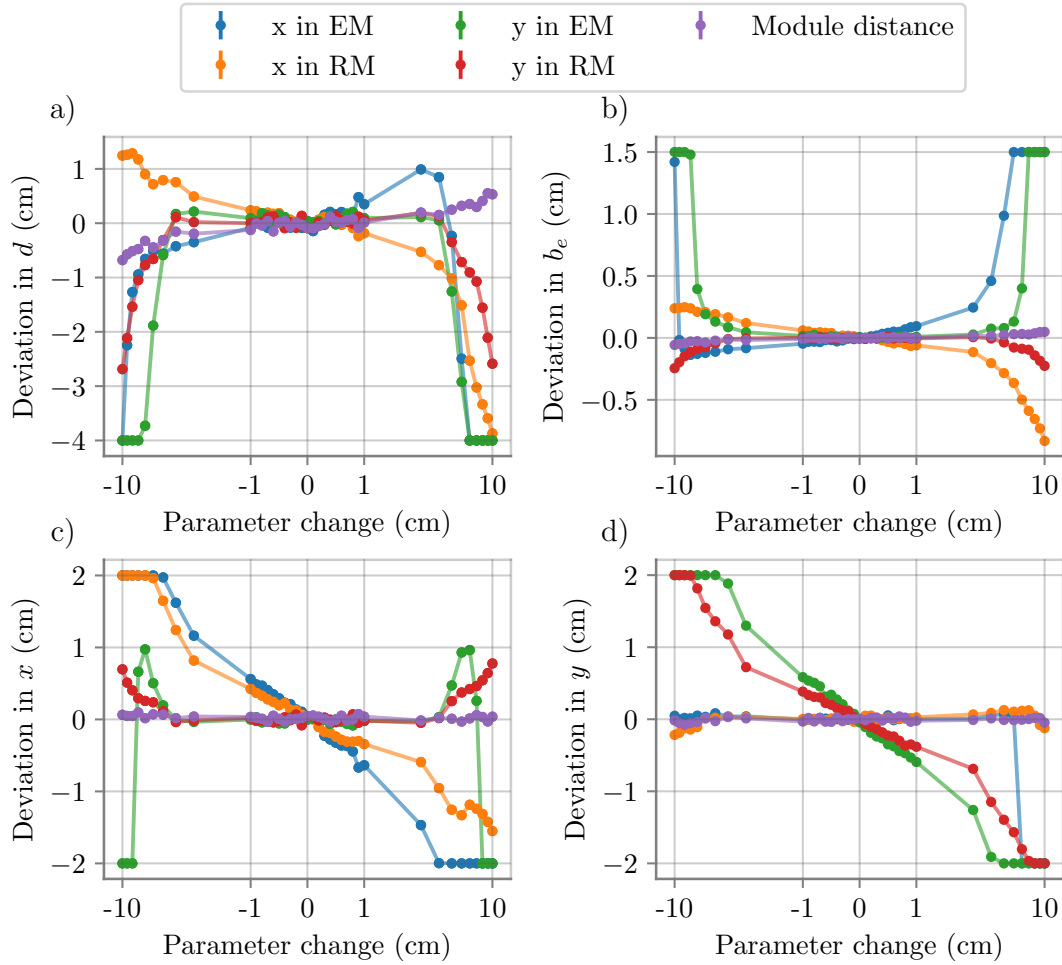 x in EM
y in EM
Module distance
x in RM
y in RM
a)
b)
1
0
−1
−2
−3
−4
Deviation in d (cm)
-10
-1
0
1
10
Parameter change (cm)
1.5
1.0
0.5
0.0
−0.5
Deviation in b_e (cm)
-10
-1
0
1
10
Parameter change (cm)
c)
d)
2
1
0
−1
−2
Deviation in x (cm)
-10
-1
0
1
10
Parameter change (cm)
2
1
0
−1
−2
Deviation in y (cm)
-10
-1
0
1
10
Parameter change (cm)